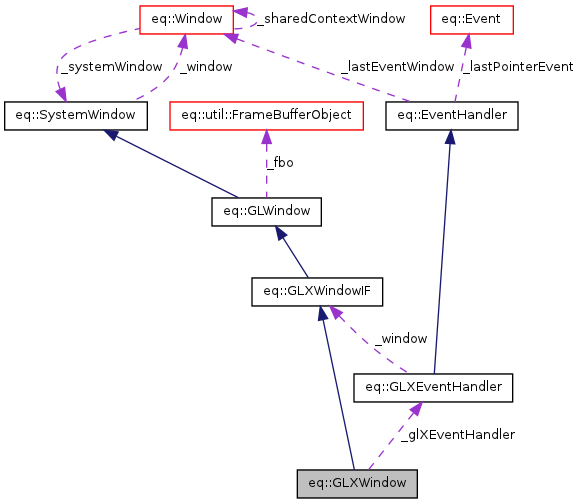 eq::Window
_sharedContextWindow
eq::Event
_systemWindow
_window
_lastEventWindow
_lastPointerEvent
eq::SystemWindow
eq::util::FrameBufferObject
eq::EventHandler
_fbo
eq::GLWindow
eq::GLXWindowIF
_window
eq::GLXEventHandler
_glXEventHandler
eq::GLXWindow